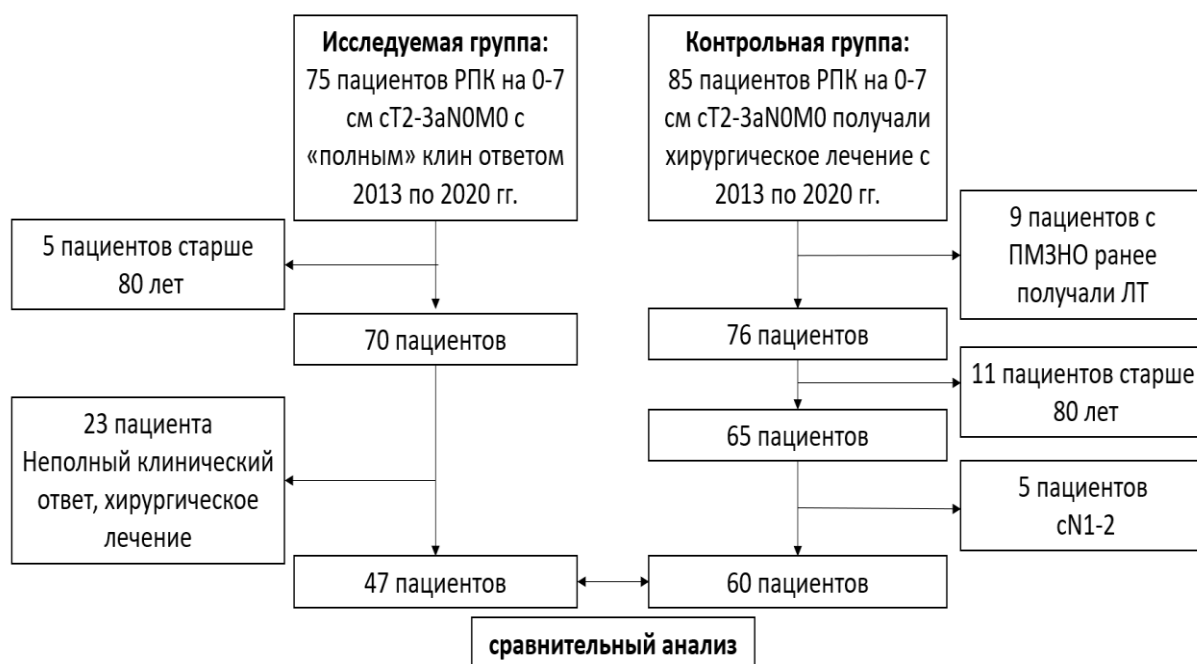 Исследуемая группа:
75 пациентов РПК на 0-7
см сТ2-3аN0M0 с
«полным» клин ответом
2013 по 2020 гг.
Контрольная группа:
85 пациентов РПК на 0-7
см сТ2-3аN0M0 получали
хирургическое лечение с
2013 по 2020 гг.
5 пациентов старше
80 лет
9 пациентов с
ПМЗНО ранее
получали ЛТ
70 пациентов
76 пациентов
11 пациентов старше
80 лет
23 пациента
Неполный клинический
ответ, хирургическое
лечение
65 пациентов
5 пациентов
cN1-2
47 пациентов
60 пациентов
сравнительный анализ